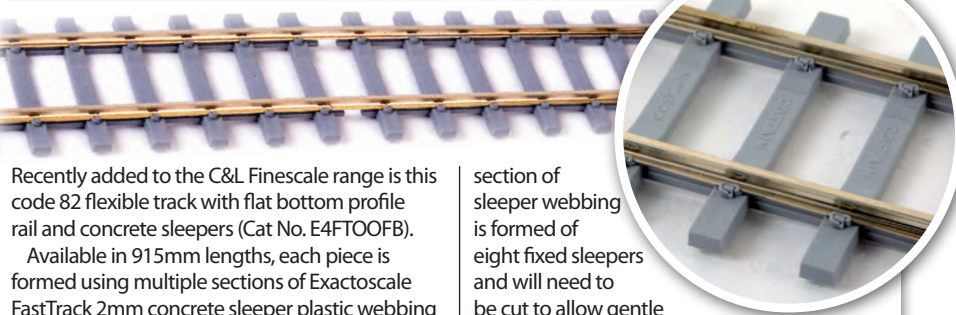 Recently added to the C&L Finescale range is this
code 82 flexible track with flat bottom profile
rail and concrete sleepers (Cat No. E4FTOOFB).
Available in 915mm lengths, each piece is
formed using multiple sections of Exactoscale
FastTrack 2mm concrete sleeper plastic webbing
section of
sleeper webbing
is formed of
eight fixed sleepers
and will need to
be cut to allow gentle